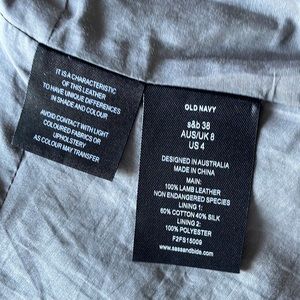 IT IS A CHARACTERISTIC
OF THIS LEATHER
TO HAVE UNIQUE DIFFERENCES
IN SHADE AND COLOUR
AVOID CONTACT WITH LIGHT
COLOURED FABRICS OR
UPHOLSTERY
AS COLOUR MAY TRANSFER
OLD NAVY
s&b 38
AUS/UK 8
US 4
DESIGNED IN AUSTRALIA
MADE IN CHINA
MAIN:
100% LAMB LEATHER
NON ENDANGERED SPECIES
LINING 1:
60% COTTON 40% SILK
LINING 2:
100% POLYESTER
F2FS15009
www.sassandbide.com